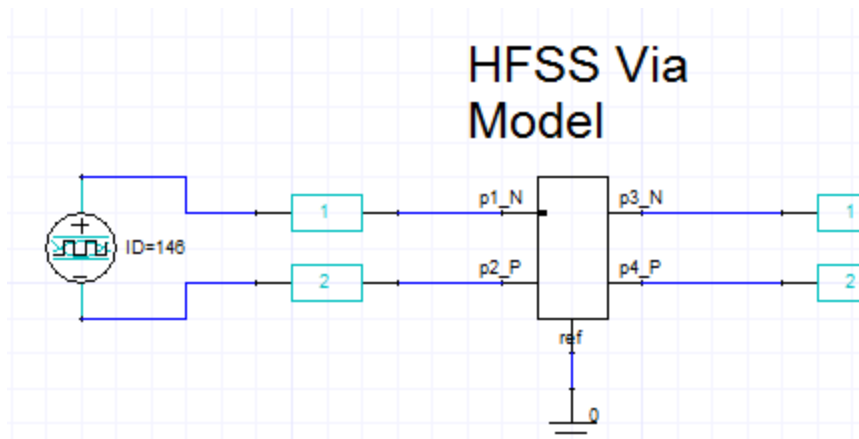 HFSS Via
Model
p1_N
p3_N
1
1
ID=146
p2_P
p4_P
2
2
ref
0